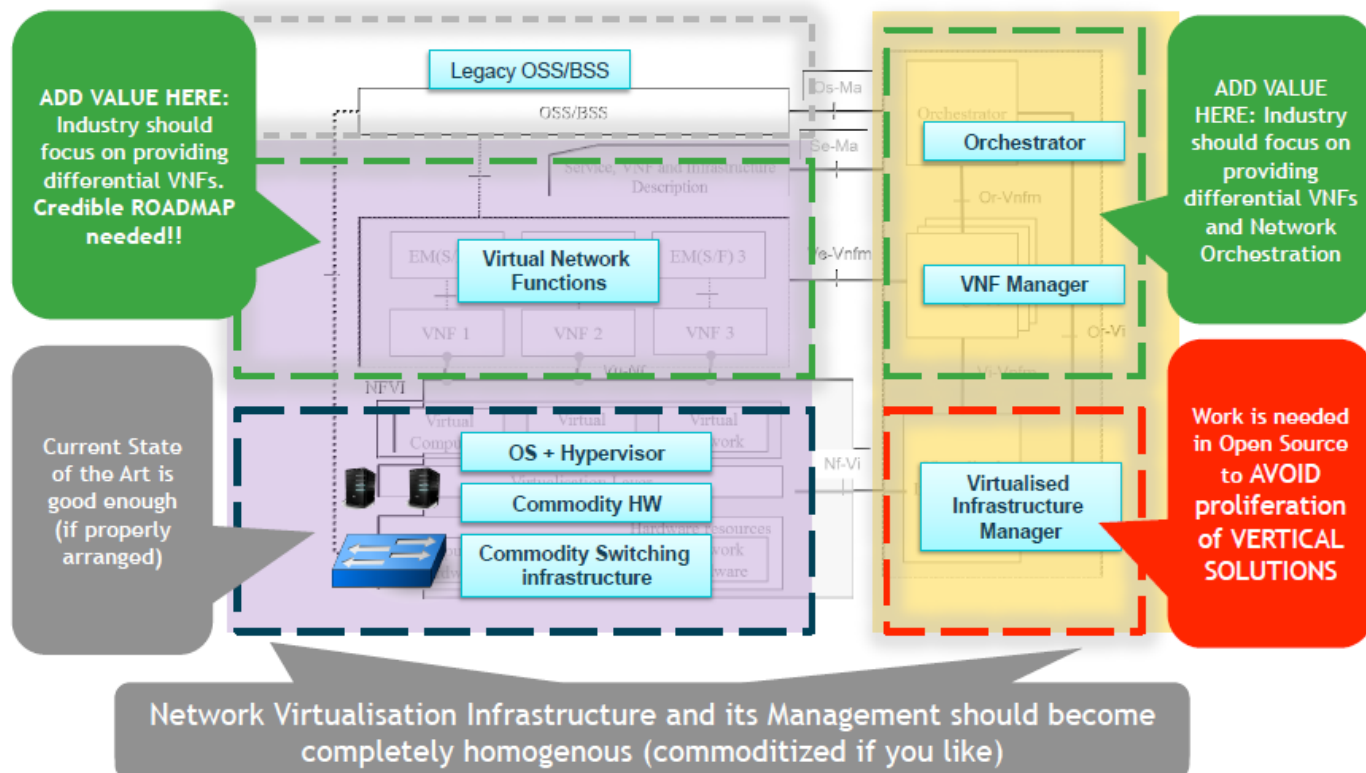 ADD VALUE HERE:
Industry should
focus on providing
differential VNFs.
Credible ROADMAP
needed!!
Legacy OSS/BSS
OSS/BSS
Os-Ma
Se-Ma
Service, VNF and Infrastructure
Description
Orchestrator
Orchestrator
Or-Vnfm
ADD VALUE
HERE: Industry
should focus on
providing
differential VNFs
and Network
Orchestration
EM(S/
EM(S/F) 3
Virtual Network
Functions
Ve-Vnfm
VNF Manager
VNF 1
VNF 2
VNF 3
Or-Vi
Vi-Vnfm
NFVI
Current State
of the Art is
good enough
(if properly
arranged)
Virtual
Virtual
Virtual
OS + Hypervisor
Commodity HW
Hardware resources
Commodity Switching
infrastructure
Nf-Vi
Virtualised
Infrastructure
Manager
Work is needed
in Open Source
to AVOID
proliferation
of VERTICAL
SOLUTIONS
Network Virtualisation Infrastructure and its Management should become
completely homogenous (commoditized if you like)